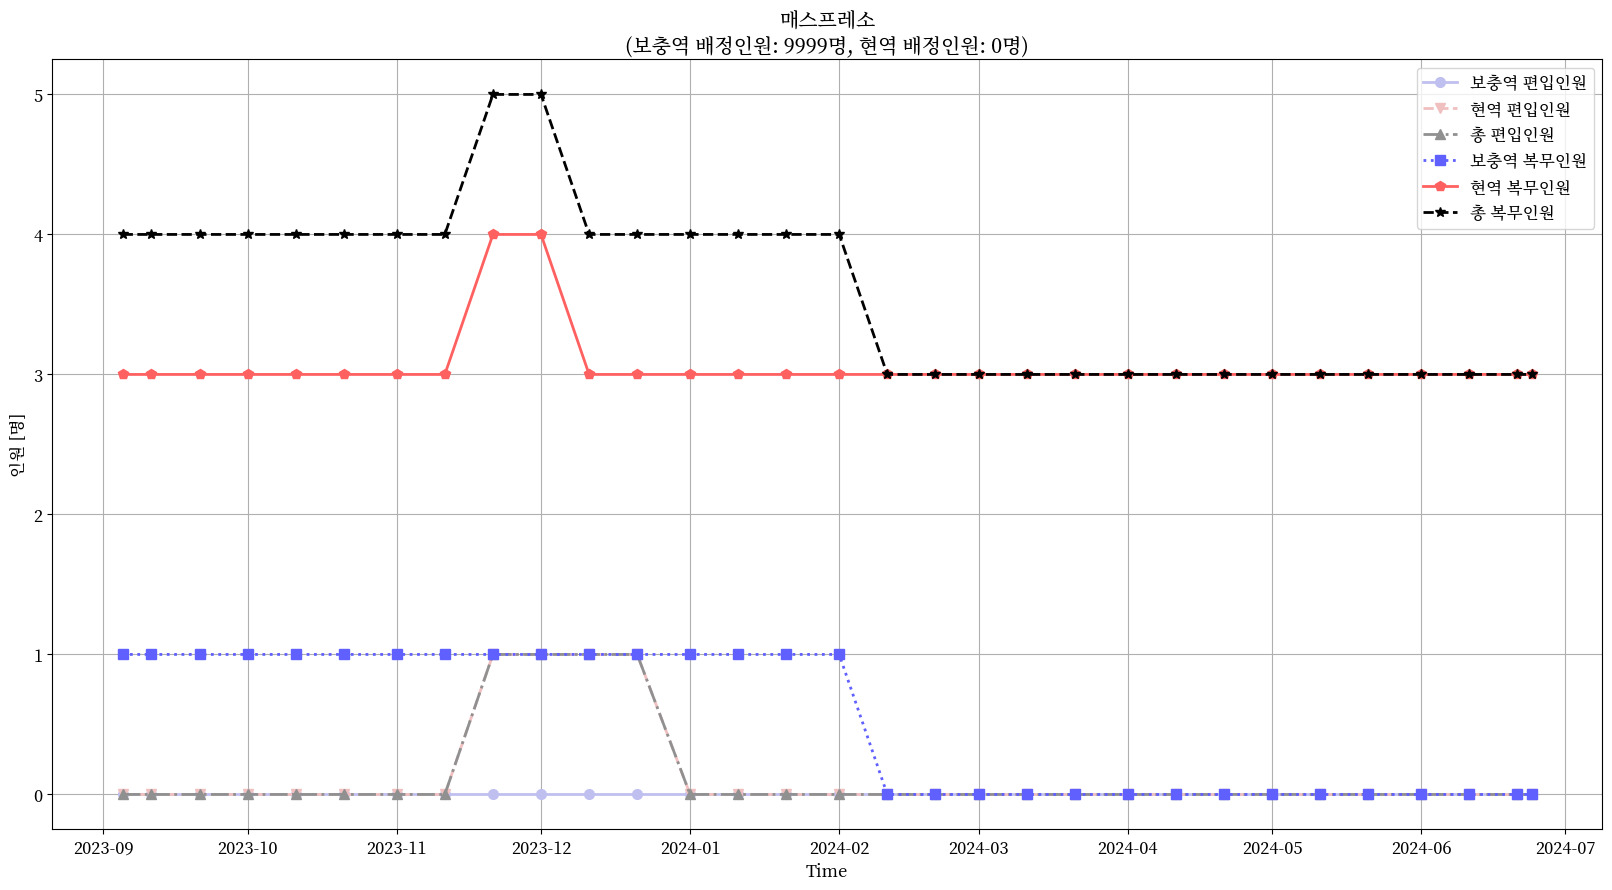 매스프레소
(보충역 배정인원: 9999명, 현역 배정인원: 0명)
보충역 편입인원
현역 편입인원
총 편입인원
보충역 복무인원
현역 복무인원
총 복무인원
인원 [명]
5
4
3
2
1
0
2023-09 2023-10 2023-11 2023-12 2024-01 2024-02 2024-03 2024-04 2024-05 2024-06 2024-07
Time